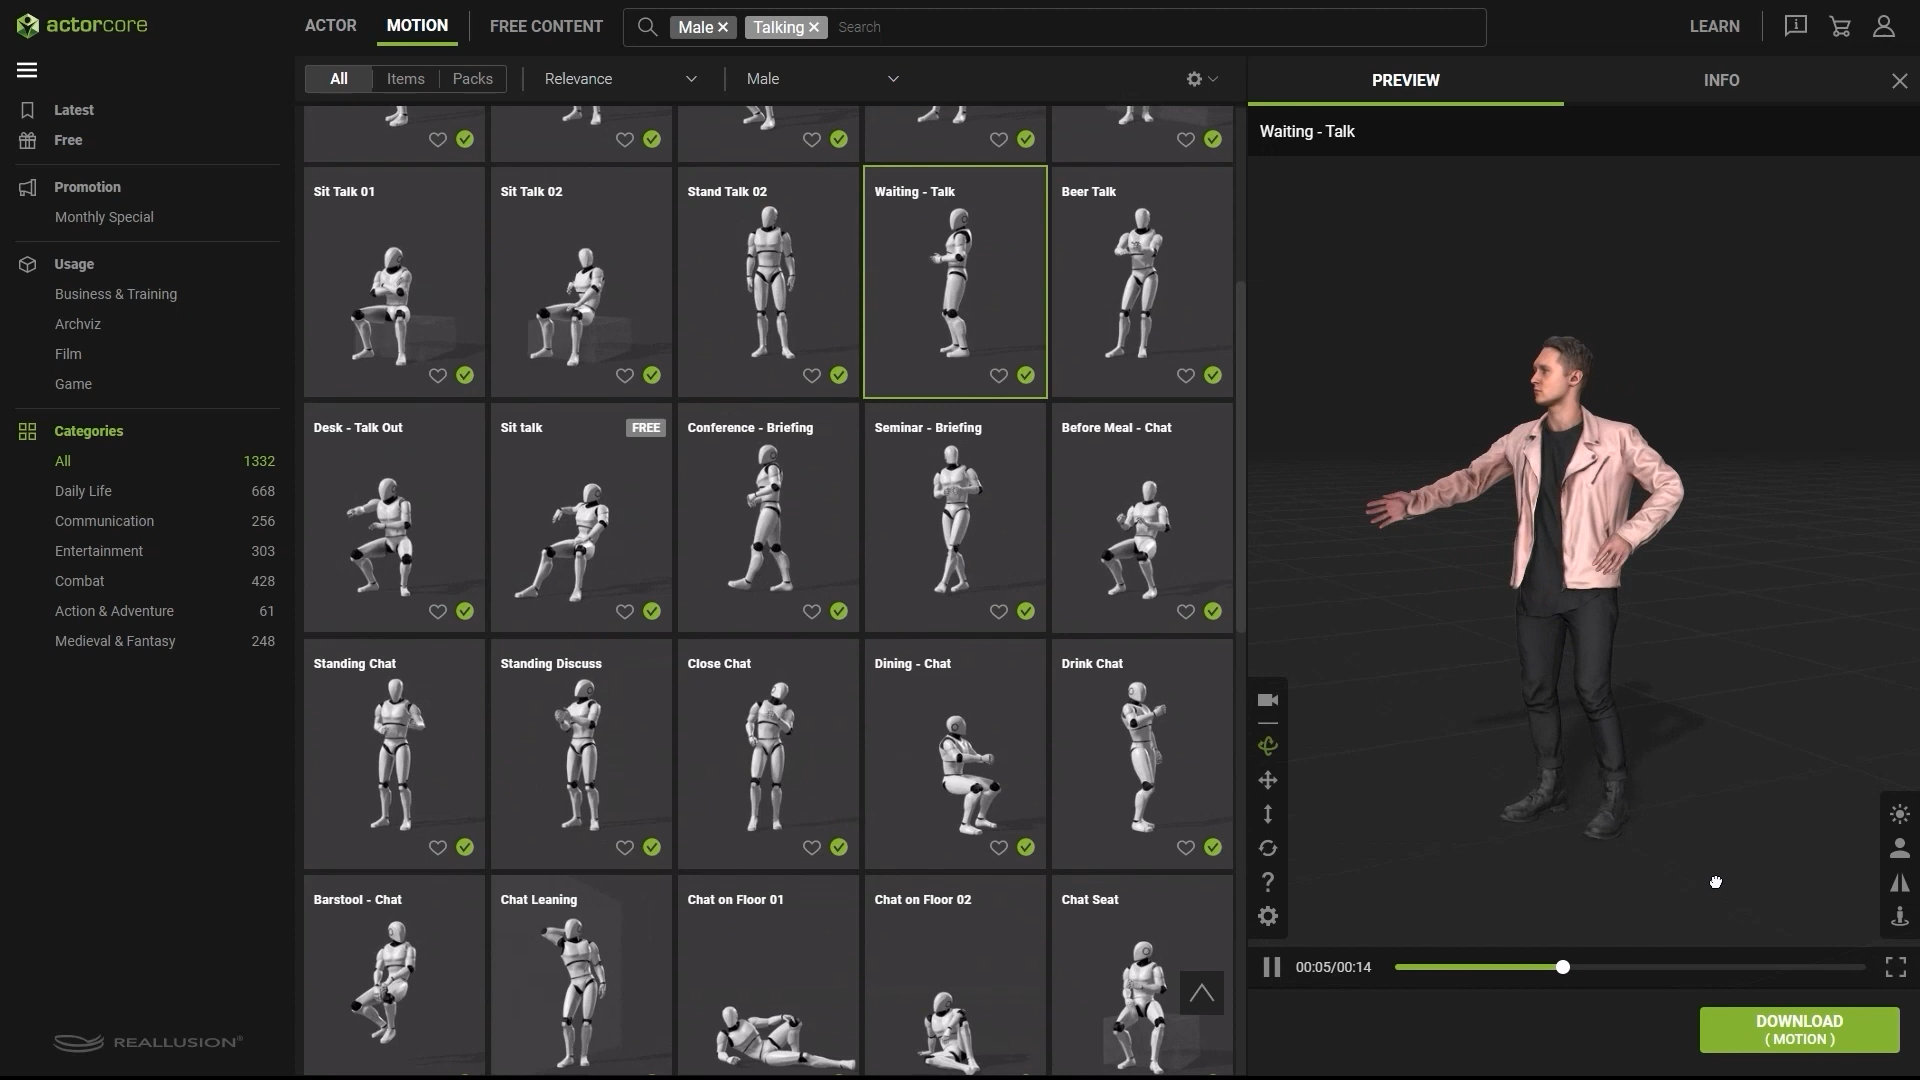 actorcore
ACTOR
MOTION
FREE CONTENT
Male
Talking
Search
LEARN
All
Items
Packs
Relevance
Male
PREVIEW
INFO
Latest
Free
Promotion
Monthly Special
Usage
Business & Training
Archviz
Film
Game
Categories
All 1332
Daily Life 668
Communication 256
Entertainment 303
Combat 428
Action & Adventure 61
Medieval & Fantasy 248
REALLUSION®
Sit Talk 01
Sit Talk 02
Stand Talk 02
Waiting - Talk
Beer Talk
Desk - Talk Out
Sit talk
FREE
Conference - Briefing
Seminar - Briefing
Before Meal - Chat
Standing Chat
Standing Discuss
Close Chat
Dining - Chat
Drink Chat
Barstool - Chat
Chat Leaning
Chat on Floor 01
Chat on Floor 02
Chat Seat
Waiting - Talk
00:05/00:14
DOWNLOAD
( MOTION )